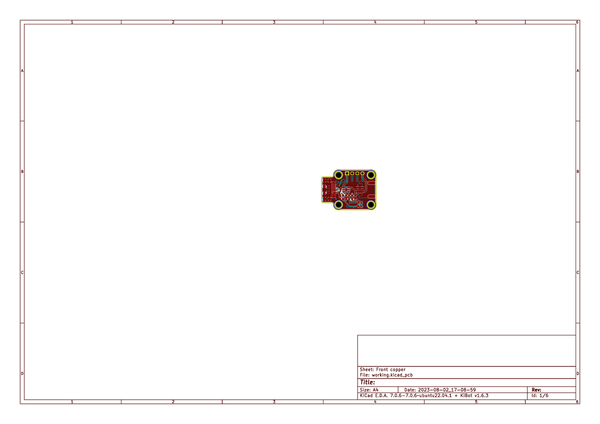 1 2 3 4 5 6
A A
B B
C C
Sheet: Front copper
File: working.kicad_pcb
Title:
D D
Size: A4 Date: 2023-08-02_17-08-59 Rev:
KiCad E.D.A. 7.0.6-7.0.6~ubuntu22.04.1 + KiBot v1.6.3 Id: 1/6
1 2 3 4 5 6